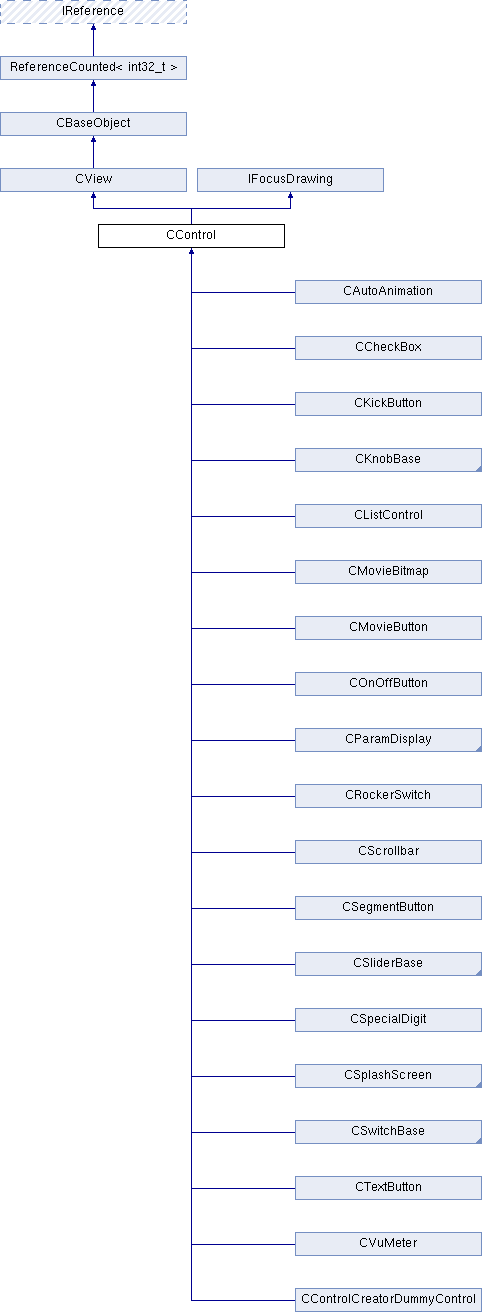 IReference
ReferenceCounted< int32_t >
CBaseObject
CView
IFocusDrawing
CControl
CAutoAnimation
CCheckBox
CKickButton
CKnobBase
CListControl
CMovieBitmap
CMovieButton
COnOffButton
CParamDisplay
CRockerSwitch
CScrollbar
CSegmentButton
CSliderBase
CSpecialDigit
CSplashScreen
CSwitchBase
CTextButton
CVuMeter
CControlCreatorDummyControl